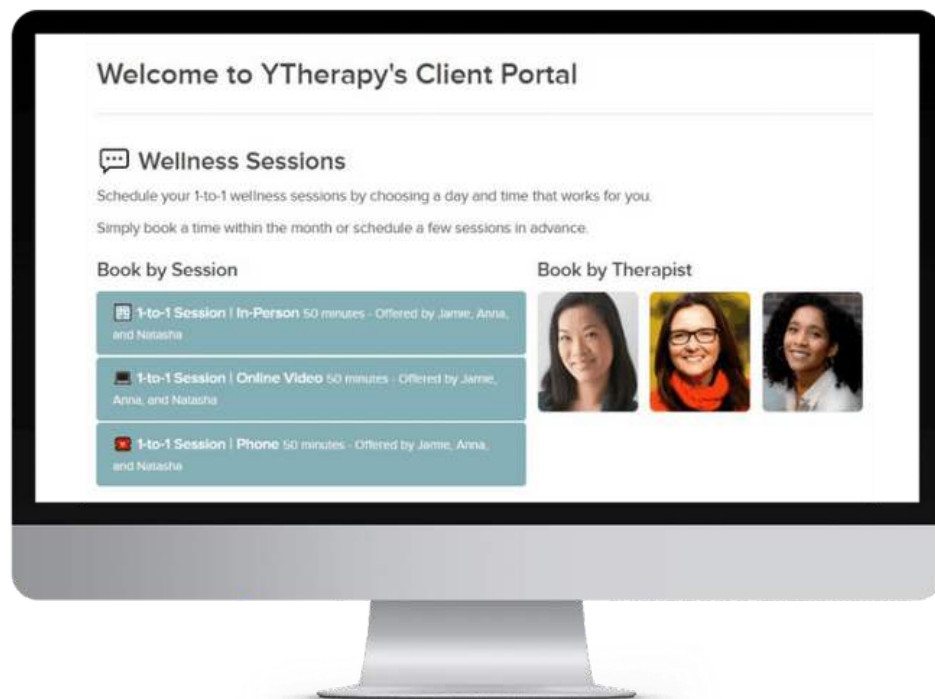 Welcome to YTherapy's Client Portal
Wellness Sessions
Schedule your 1-to-1 wellness sessions by choosing a day and time that works for you.
Simply book a time within the month or schedule a few sessions in advance.
Book by Session
Book by Therapist
1-to-1 Session | In-Person 50 minutes - Offered by Jamie, Anna,
and Natasha
1-to-1 Session | Online Video 50 minutes - Offered by Jamie,
Anna, and Natasha
1-to-1 Session | Phone 50 minutes - Offered by Jamie, Anna,
and Natasha